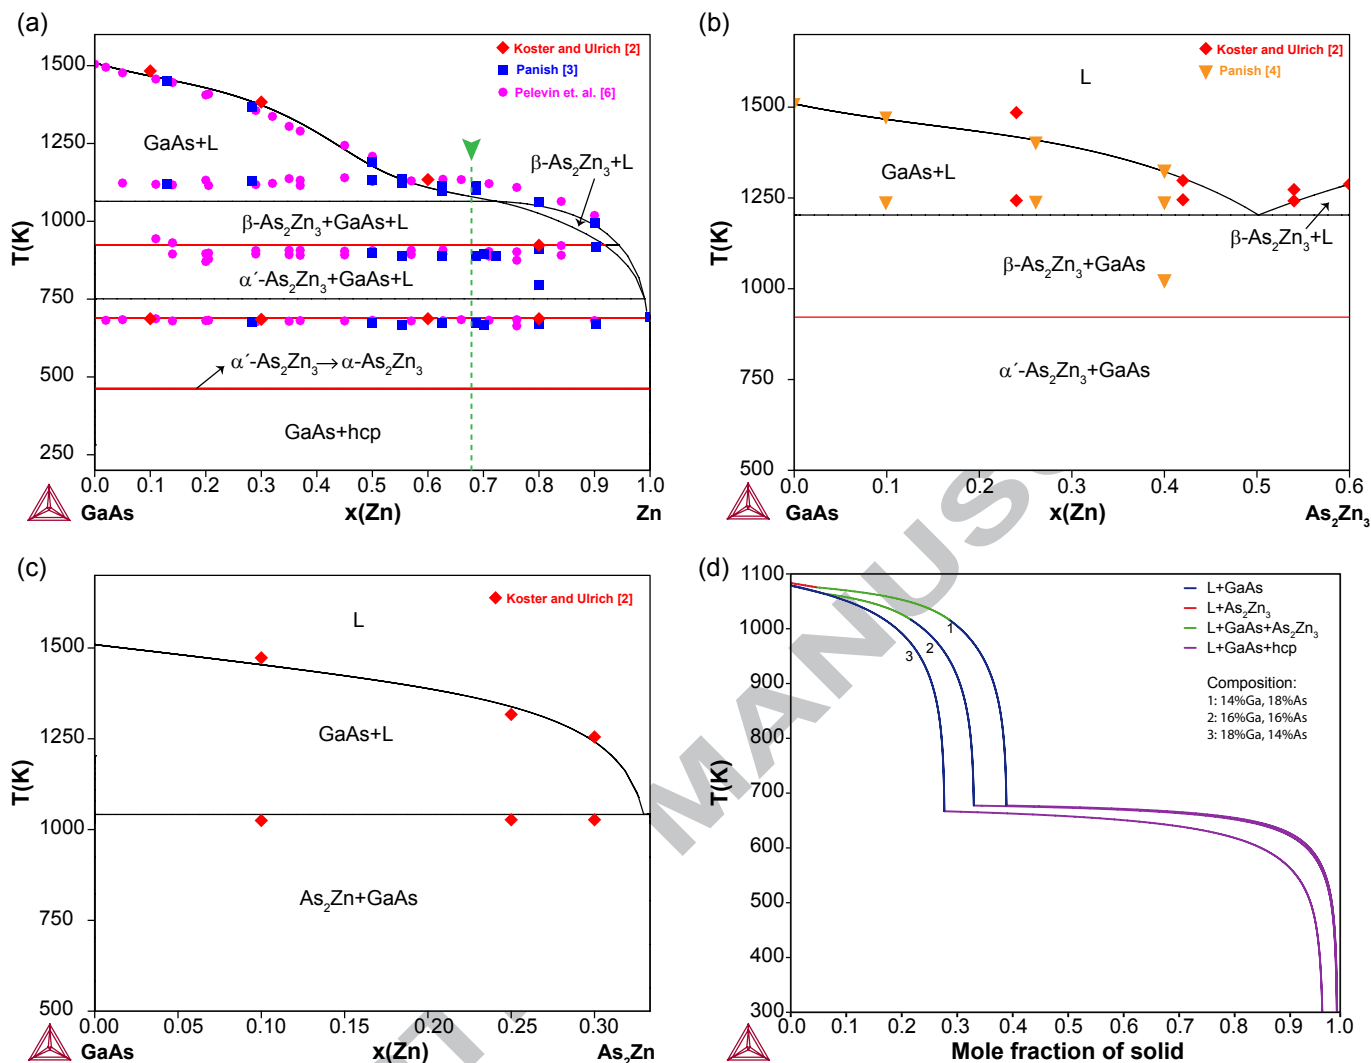 (a)
Koster and Ulrich [2]
Panish [3]
Pelevin et. al. [6]
1500
1250
1000
750
500
250
T(K)
GaAs+L
β-As₂Zn₃+L
β-As₂Zn₃+GaAs+L
α´-As₂Zn₃+GaAs+L
α´-As₂Zn₃→α-As₂Zn₃
GaAs+hcp
0.0 0.1 0.2 0.3 0.4 0.5 0.6 0.7 0.8 0.9 1.0
GaAs x(Zn) Zn
(b)
Koster and Ulrich [2]
Panish [4]
L
1500
1250
1000
750
500
T(K)
GaAs+L
β-As₂Zn₃+L
β-As₂Zn₃+GaAs
α´-As₂Zn₃+GaAs
0.0 0.1 0.2 0.3 0.4 0.5 0.6
GaAs x(Zn) As₂Zn₃
(c)
Koster and Ulrich [2]
L
1500
1250
1000
750
500
T(K)
GaAs+L
As₂Zn+GaAs
0.00 0.05 0.10 0.15 0.20 0.25 0.30
GaAs x(Zn) As₂Zn
(d)
1100
1000
900
800
700
600
500
400
300
T(K)
L+GaAs
L+As₂Zn₃
L+GaAs+As₂Zn₃
L+GaAs+hcp
Composition:
1: 14%Ga, 18%As
2: 16%Ga, 16%As
3: 18%Ga, 14%As
1
2
3
0 0.1 0.2 0.3 0.4 0.5 0.6 0.7 0.8 0.9 1.0
Mole fraction of solid
MANUS